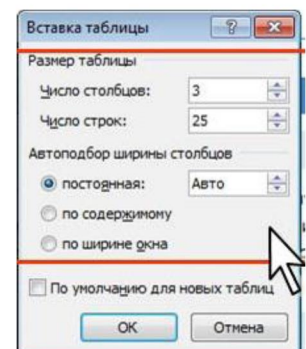 Вставка таблицы
Размер таблицы
Число столбцов: 3
Число строк: 25
Автоподбор ширины столбцов
постоянная: Авто
по содержимому
по ширине окна
По умолчанию для новых таблиц
ОК Отмена